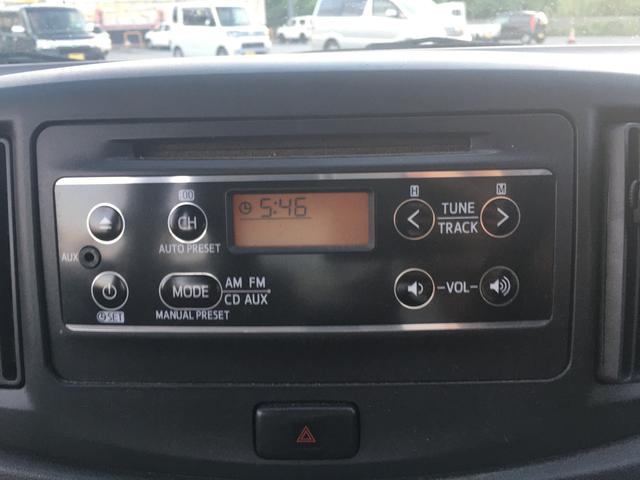 H
M
CH
5:46
TUNE
TRACK
AUTO PRESET
AUX
MODE
AM FM
CD AUX
VOL
SET
MANUAL PRESET